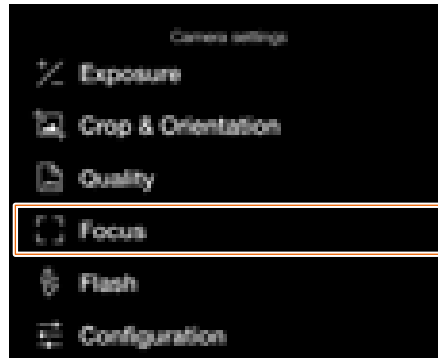 Camera settings
Exposure
Crop & Orientation
Quality
Focus
Flash
Configuration